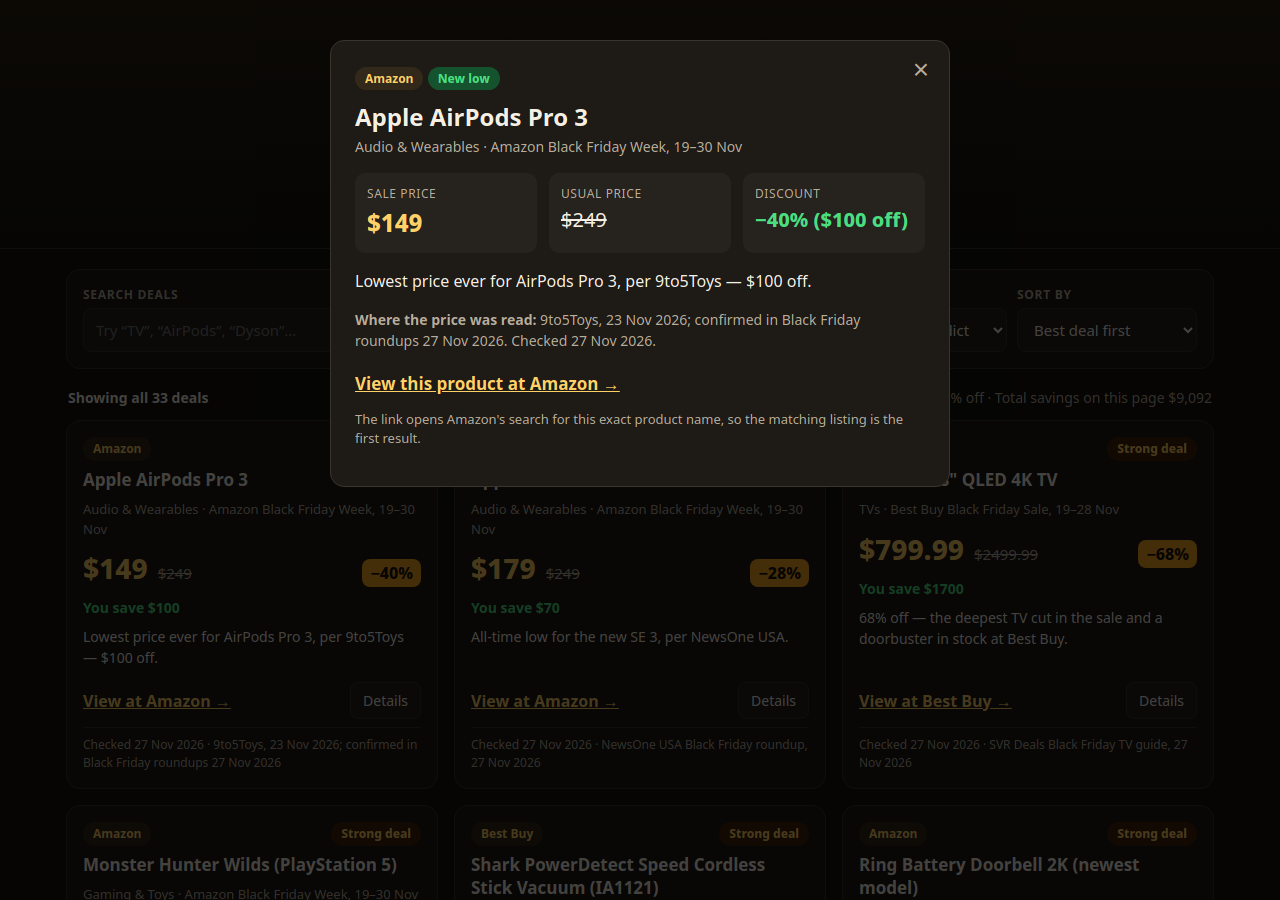 Amazon New low
✕
Apple AirPods Pro 3
Audio & Wearables · Amazon Black Friday Week, 19–30 Nov
SALE PRICE
$149
USUAL PRICE
$249
DISCOUNT
−40% ($100 off)
Lowest price ever for AirPods Pro 3, per 9to5Toys — $100 off.
Where the price was read: 9to5Toys, 23 Nov 2026; confirmed in Black Friday
roundups 27 Nov 2026. Checked 27 Nov 2026.
View this product at Amazon →
The link opens Amazon's search for this exact product name, so the matching listing is the
first result.
SEARCH DEALS
Try “TV”, “AirPods”, “Dyson”…
SORT BY
Best deal first
Showing all 33 deals
% off · Total savings on this page $9,092
Amazon
Apple AirPods Pro 3
Audio & Wearables · Amazon Black Friday Week, 19–30
Nov
$149 $249 −40%
You save $100
Lowest price ever for AirPods Pro 3, per 9to5Toys
— $100 off.
View at Amazon → Details
Checked 27 Nov 2026 · 9to5Toys, 23 Nov 2026; confirmed in
Black Friday roundups 27 Nov 2026
Audio & Wearables · Amazon Black Friday Week, 19–30
Nov
$179 $249 −28%
You save $70
All-time low for the new SE 3, per NewsOne USA.
View at Amazon → Details
Checked 27 Nov 2026 · NewsOne USA Black Friday roundup,
27 Nov 2026
Strong deal
QLED 4K TV
TVs · Best Buy Black Friday Sale, 19–28 Nov
$799.99 $2499.99 −68%
You save $1700
68% off — the deepest TV cut in the sale and a
doorbuster in stock at Best Buy.
View at Best Buy → Details
Checked 27 Nov 2026 · SVR Deals Black Friday TV guide, 27
Nov 2026
Amazon Strong deal
Monster Hunter Wilds (PlayStation 5)
Gaming & Toys · Amazon Black Friday Week, 19–30 Nov
Best Buy Strong deal
Shark PowerDetect Speed Cordless
Stick Vacuum (IA1121)
Amazon Strong deal
Ring Battery Doorbell 2K (newest
model)